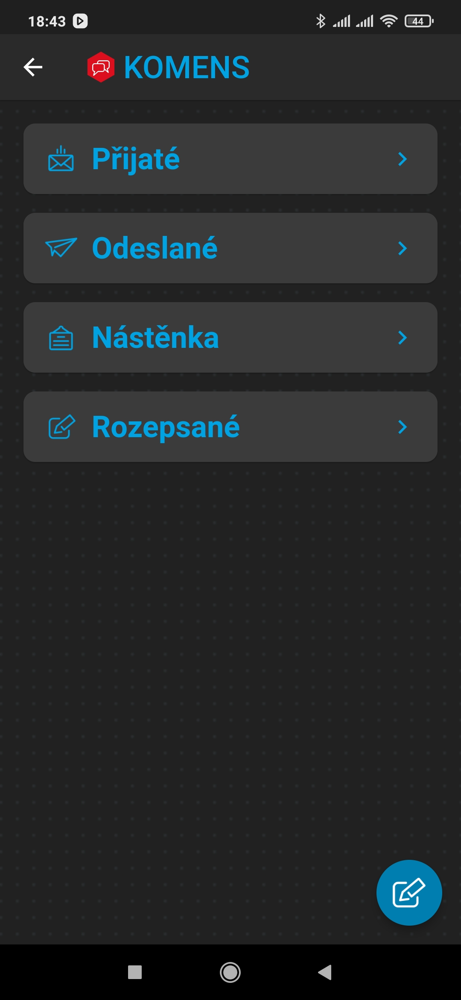 18:43
44
KOMENS
Přijaté
Odeslané
Nástěnka
Rozepsané